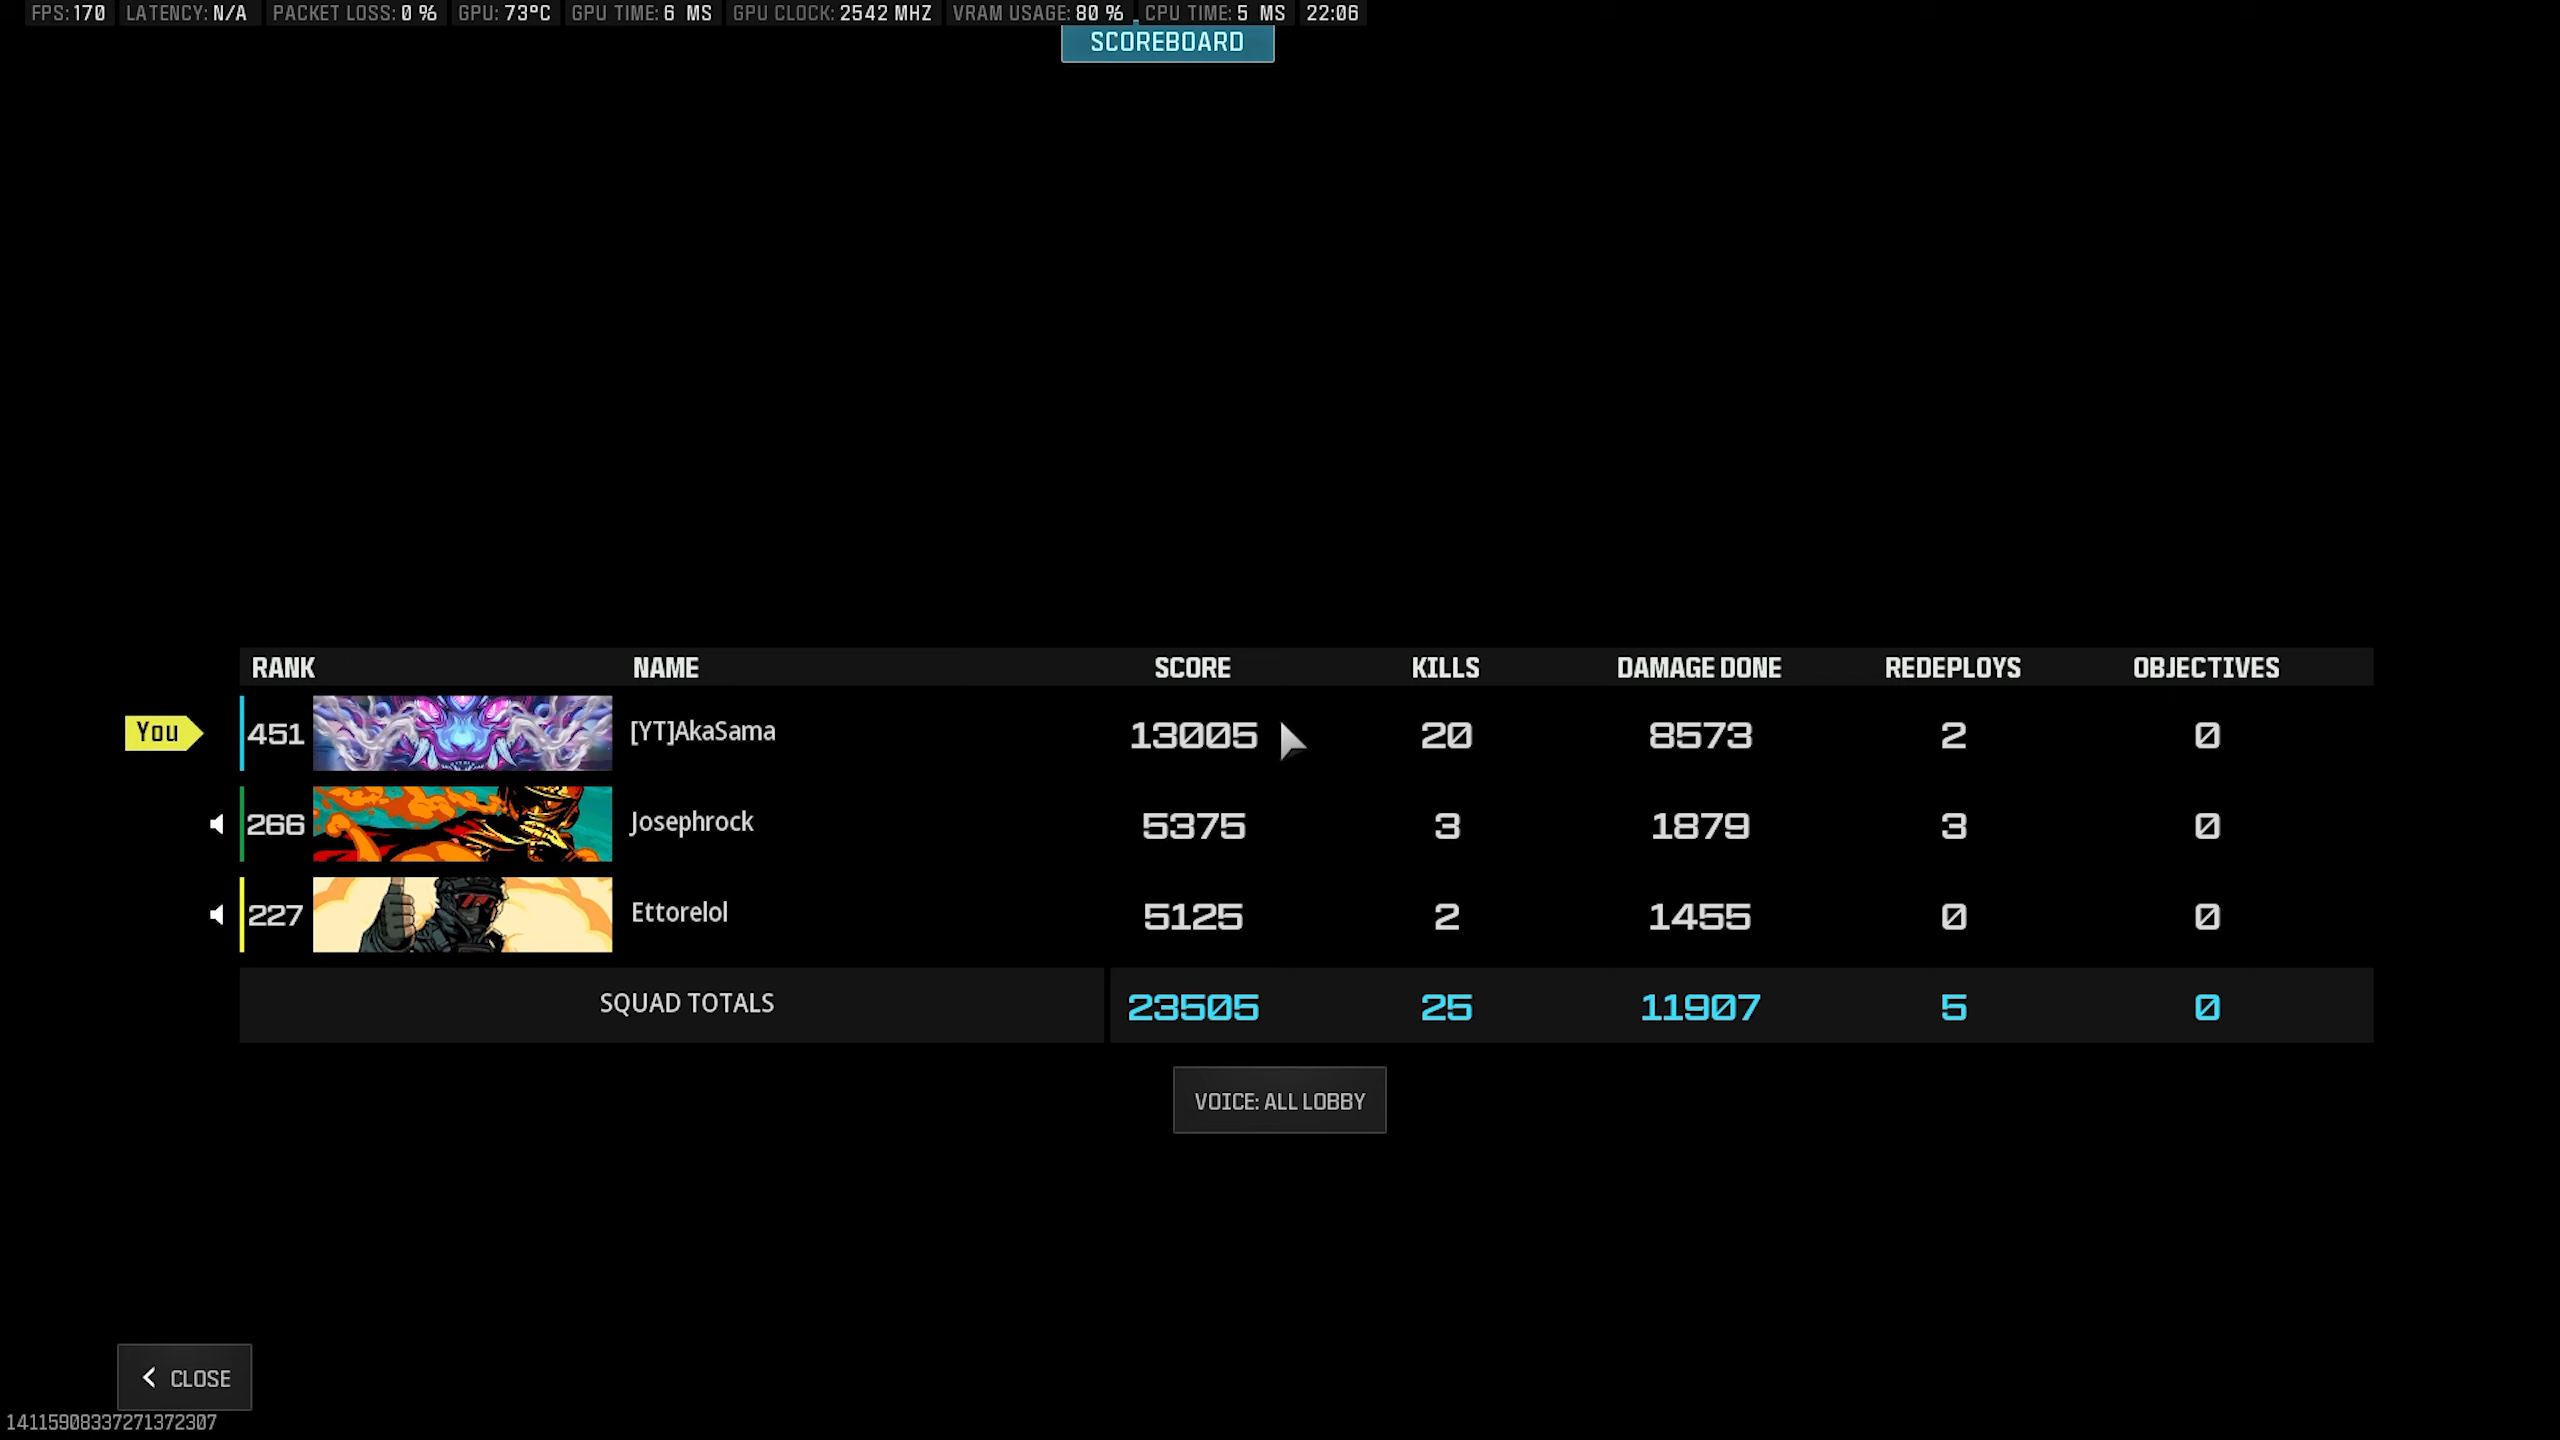 FPS: 170 LATENCY: N/A PACKET LOSS: 0 % GPU: 73°C GPU TIME: 6 MS GPU CLOCK: 2542 MHZ VRAM USAGE: 80 % CPU TIME: 5 MS 22:06
SCOREBOARD
RANK NAME SCORE KILLS DAMAGE DONE REDEPLOYS OBJECTIVES
You 451 [YT]AkaSama 13005 20 8573 2 0
266 Josephrock 5375 3 1879 3 0
227 Ettorelol 5125 2 1455 0 0
SQUAD TOTALS 23505 25 11907 5 0
VOICE: ALL LOBBY
CLOSE
14115908337271372307